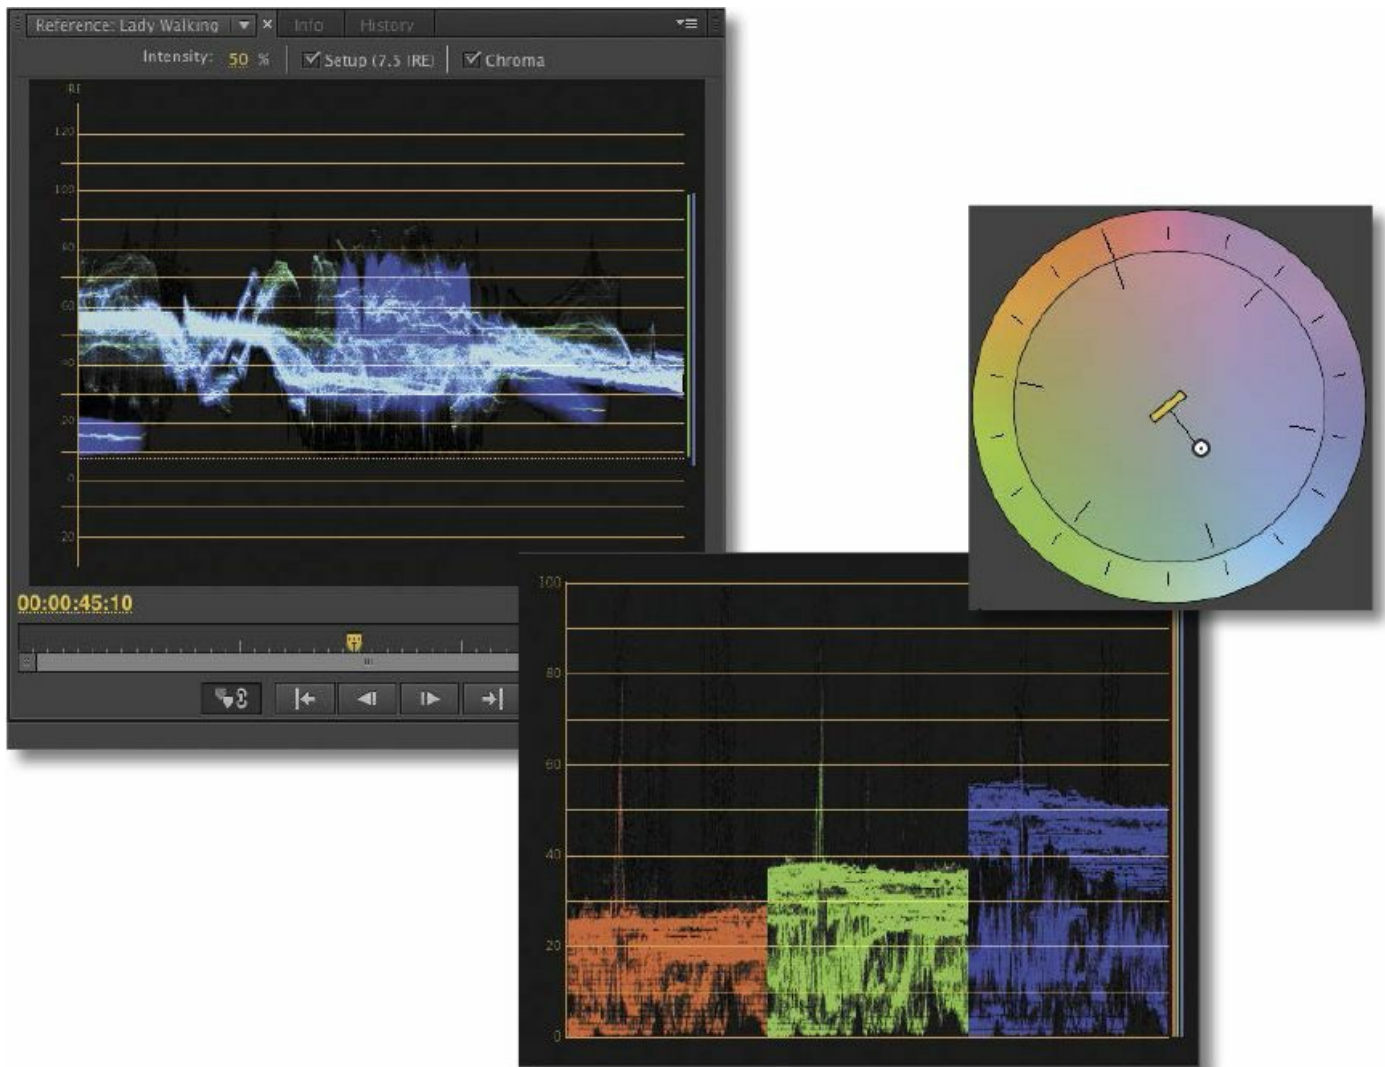 Reference: Lady Walking
Info
History
Intensity: 50 %
Setup (7.5 IRE)
Chroma
IRE
120
100
80
60
40
20
0
20
00:00:45:10
100
80
60
40
20
0